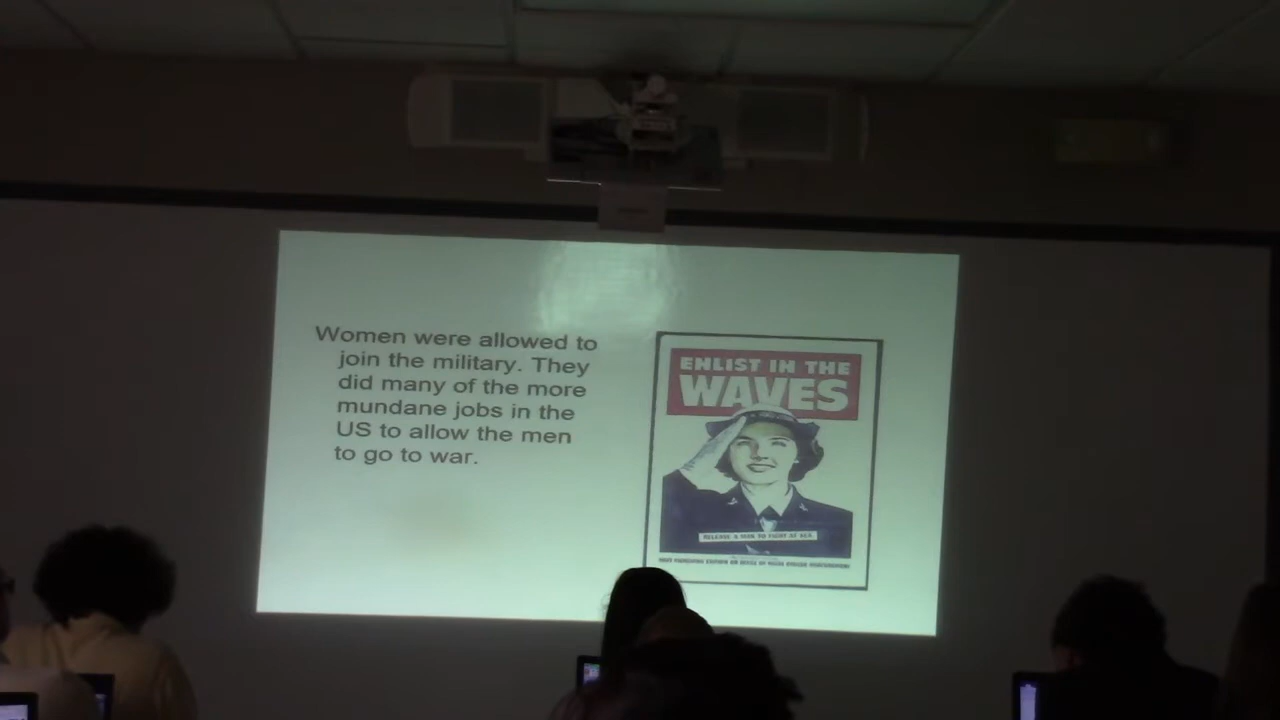 Women were allowed to
join the military. They
did many of the more
mundane jobs in the
US to allow the men
to go to war.
ENLIST IN THE
WAVES
RELEASE A MAN TO FIGHT AT SEA